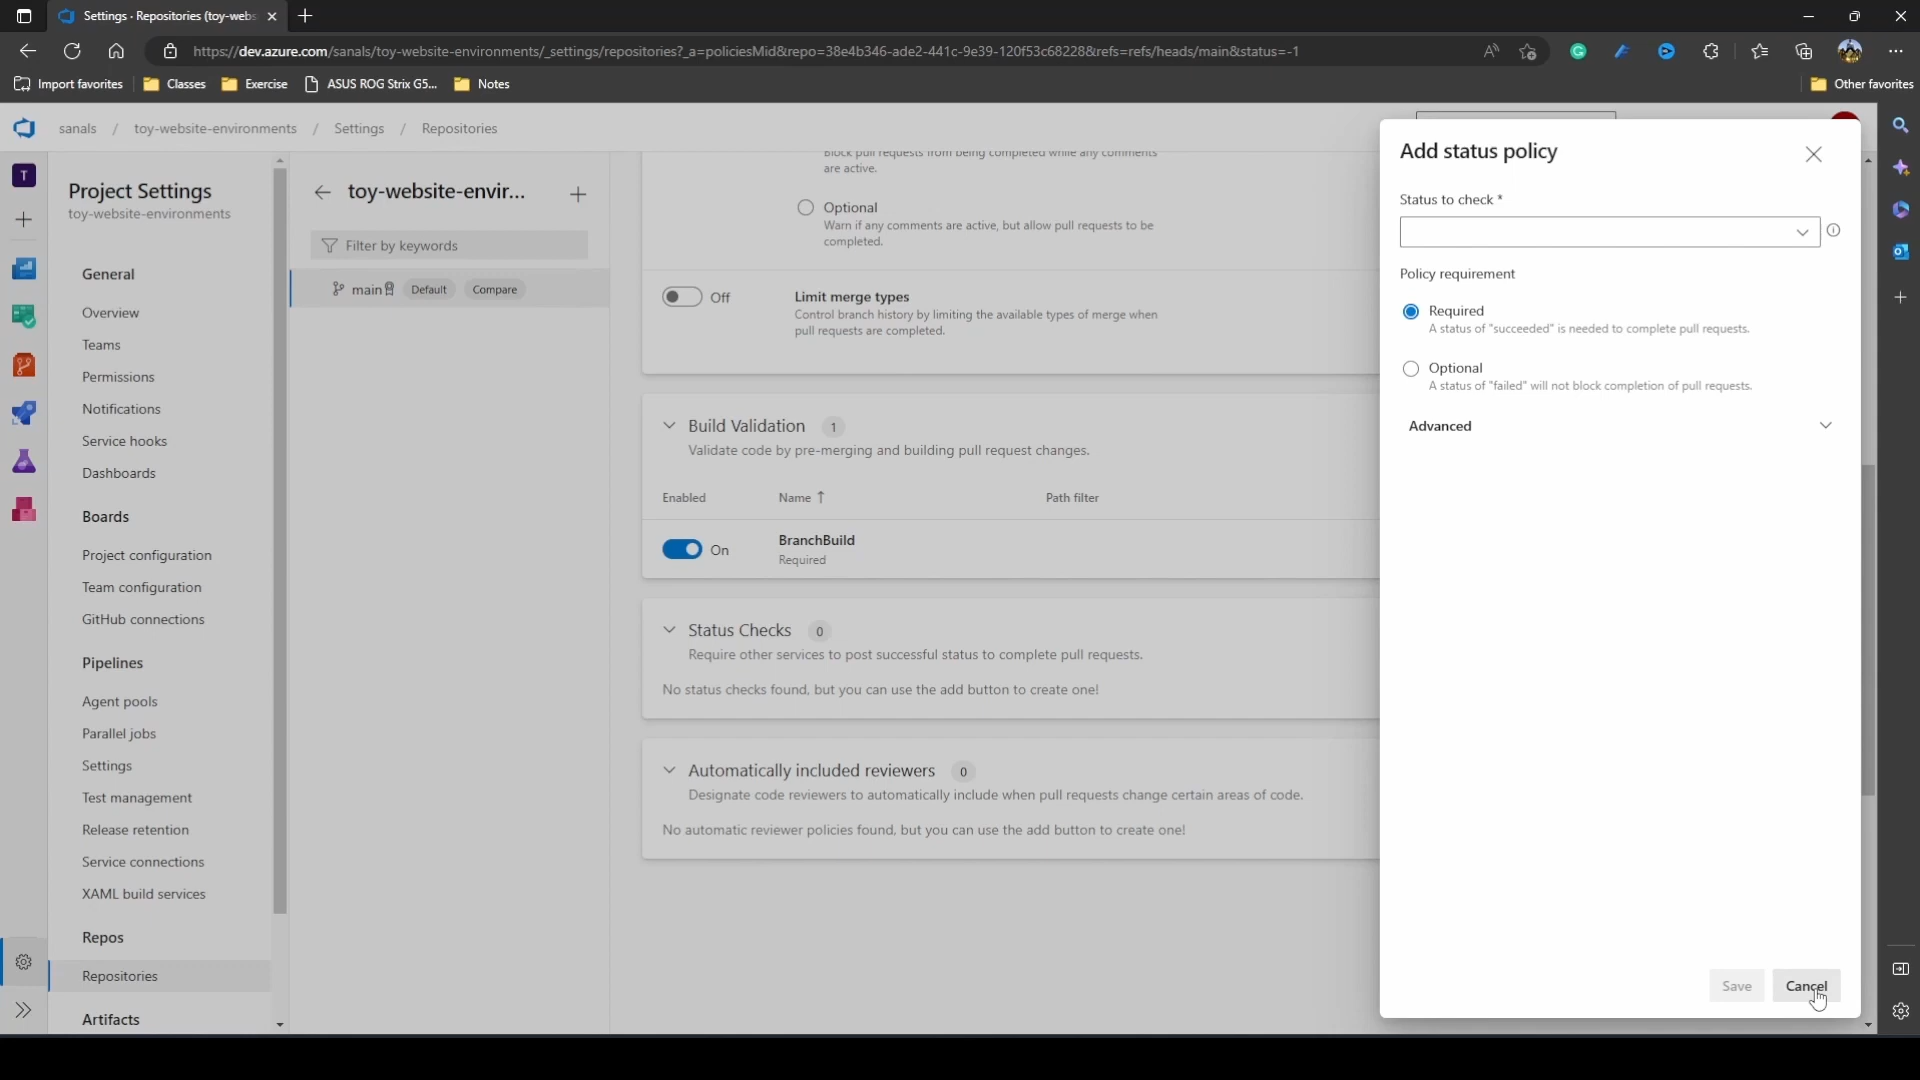 Settings · Repositories (toy-webs
https://dev.azure.com/sanals/toy-website-environments/_settings/repositories?_a=policiesMid&repo=38e4b346-ade2-441c-9e39-120f53c68228&refs=refs/heads/main&status=-1
Import favorites
Classes
Exercise
ASUS ROG Strix G5...
Notes
Other favorites
sanals / toy-website-environments / Settings / Repositories
T
Project Settings
toy-website-environments
General
Overview
Teams
Permissions
Notifications
Service hooks
Dashboards
Boards
Project configuration
Team configuration
GitHub connections
Pipelines
Agent pools
Parallel jobs
Settings
Test management
Release retention
Service connections
XAML build services
Repos
Repositories
Artifacts
toy-website-envir...
Filter by keywords
main Default Compare
Block pull requests from being completed while any comments
are active.
Optional
Warn if any comments are active, but allow pull requests to be
completed.
Off
Limit merge types
Control branch history by limiting the available types of merge when
pull requests are completed.
Build Validation 1
Validate code by pre-merging and building pull request changes.
Enabled Name ↑ Path filter
On
BranchBuild
Required
Status Checks 0
Require other services to post successful status to complete pull requests.
No status checks found, but you can use the add button to create one!
Automatically included reviewers 0
Designate code reviewers to automatically include when pull requests change certain areas of code.
No automatic reviewer policies found, but you can use the add button to create one!
Add status policy
Status to check *
Policy requirement
Required
A status of "succeeded" is needed to complete pull requests.
Optional
A status of "failed" will not block completion of pull requests.
Advanced
Save Cancel